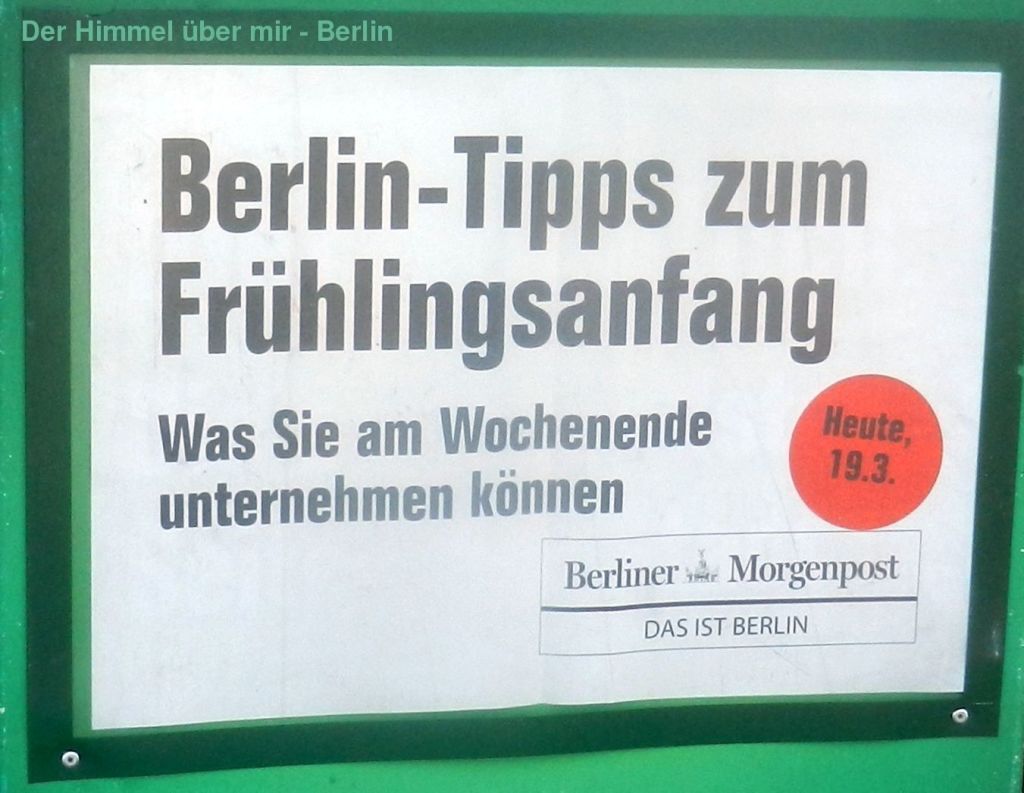 Der Himmel über mir - Berlin
Berlin-Tipps zum
Frühlingsanfang
Was Sie am Wochenende
unternehmen können
Heute,
19.3.
Berliner Morgenpost
DAS IST BERLIN